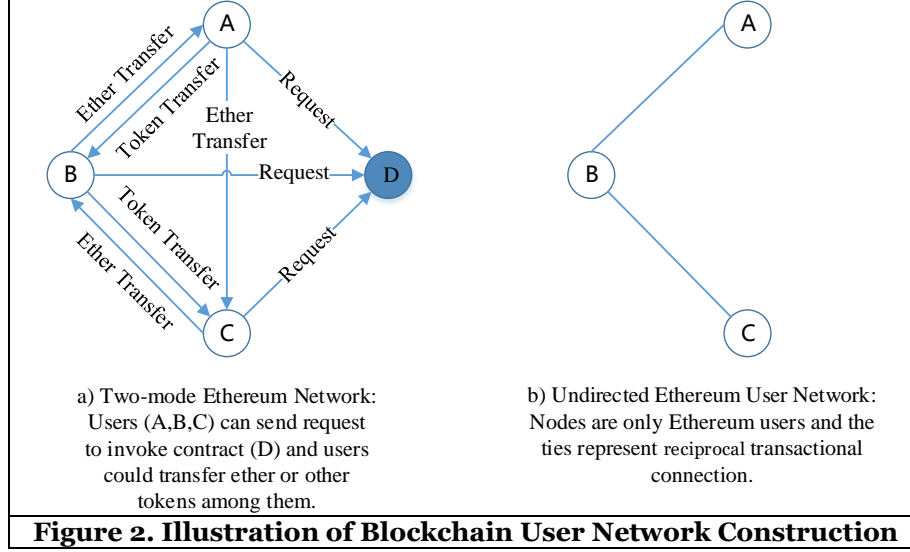 A
Ether Transfer
Token Transfer
Ether
Transfer
Request
B
Request
D
Token Transfer
Ether Transfer
Request
C
a) Two-mode Ethereum Network:
Users (A,B,C) can send request
to invoke contract (D) and users
could transfer ether or other
tokens among them.
A
B
C
b) Undirected Ethereum User Network:
Nodes are only Ethereum users and the
ties represent reciprocal transactional
connection.
Figure 2. Illustration of Blockchain User Network Construction